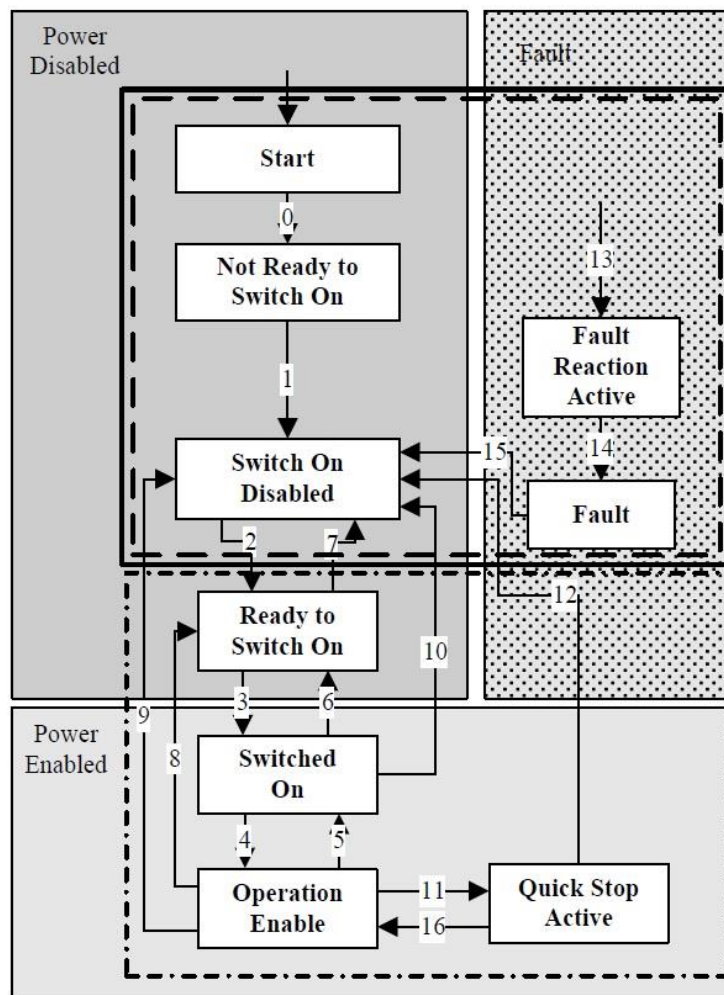 Power
Disabled
Fault
Start
0
Not Ready to
Switch On
13
1
Fault
Reaction
Active
14
15
Switch On
Disabled
Fault
2
7
12
Ready to
Switch On
10
3
6
9
8
Power
Enabled
Switched
On
4
5
Operation
Enable
11
16
Quick Stop
Active